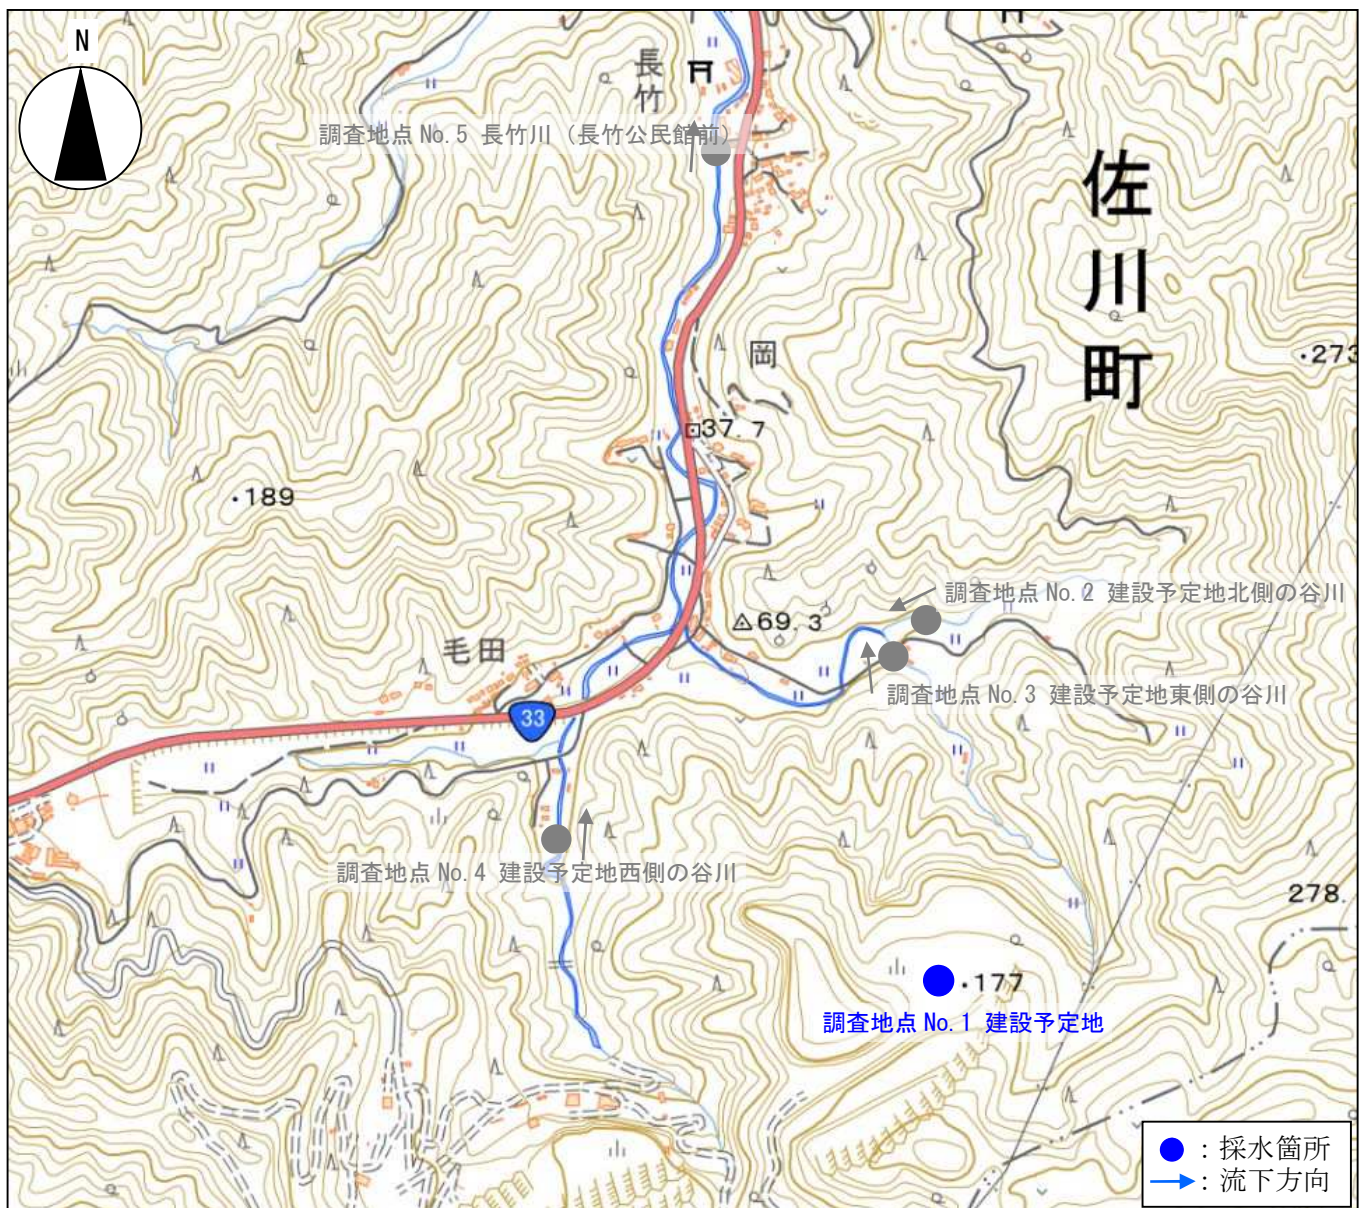 N
長竹
調査地点 No.5 長竹川（長竹公民館前）
佐川町
岡
273
37.7
189
調査地点 No.2 建設予定地北側の谷川
69.3
毛田
調査地点 No.3 建設予定地東側の谷川
33
調査地点 No.4 建設予定地西側の谷川
278.
177
調査地点 No.1 建設予定地
：採水箇所
：流下方向